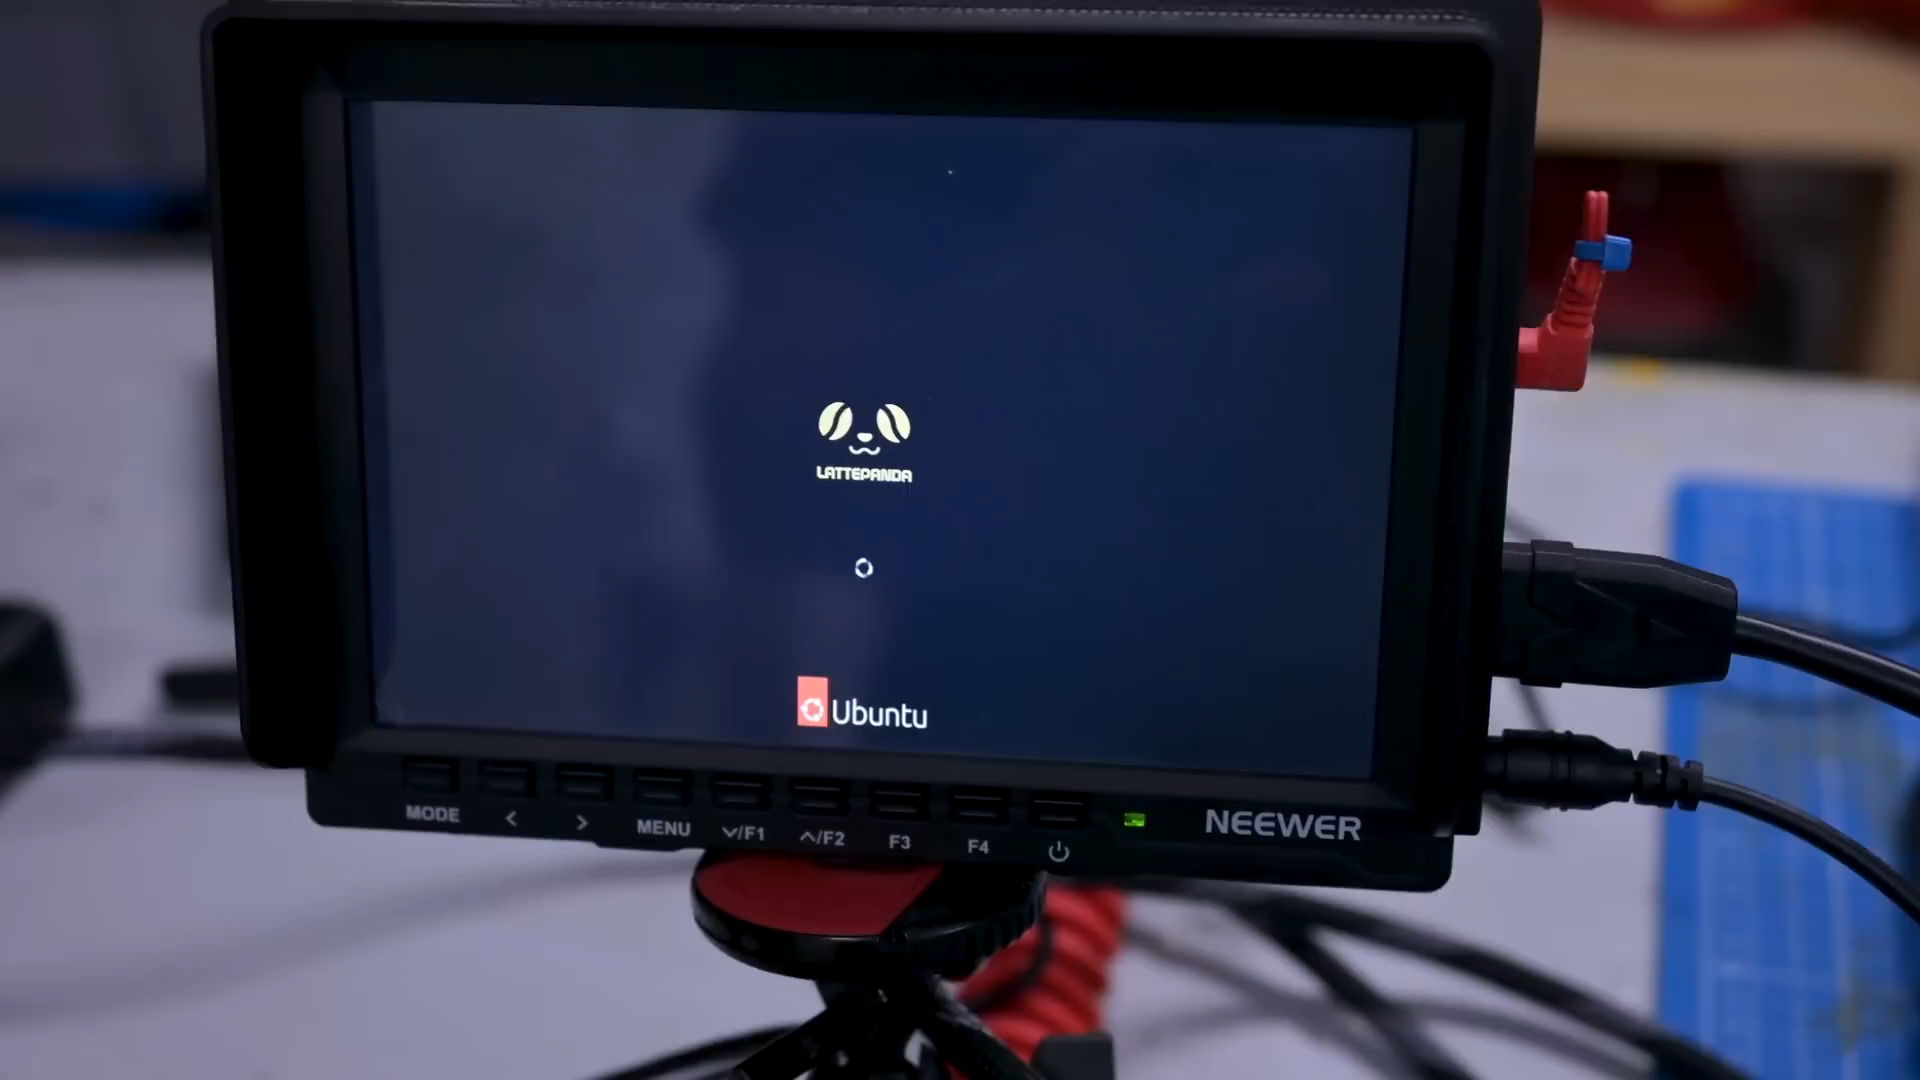 LATTEPANDA
Ubuntu
MODE < > MENU ∨/F1 ∧/F2 F3 F4 NEEWER